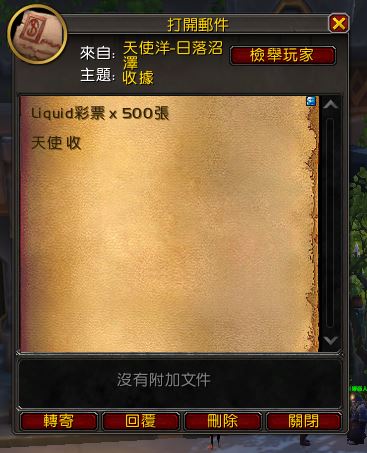 打開郵件
來自: 天使洋-日落沼澤
檢舉玩家
主題: 收據
Liquid彩票 x 500張
天使 收
沒有附加文件
轉寄
回覆
刪除
關閉